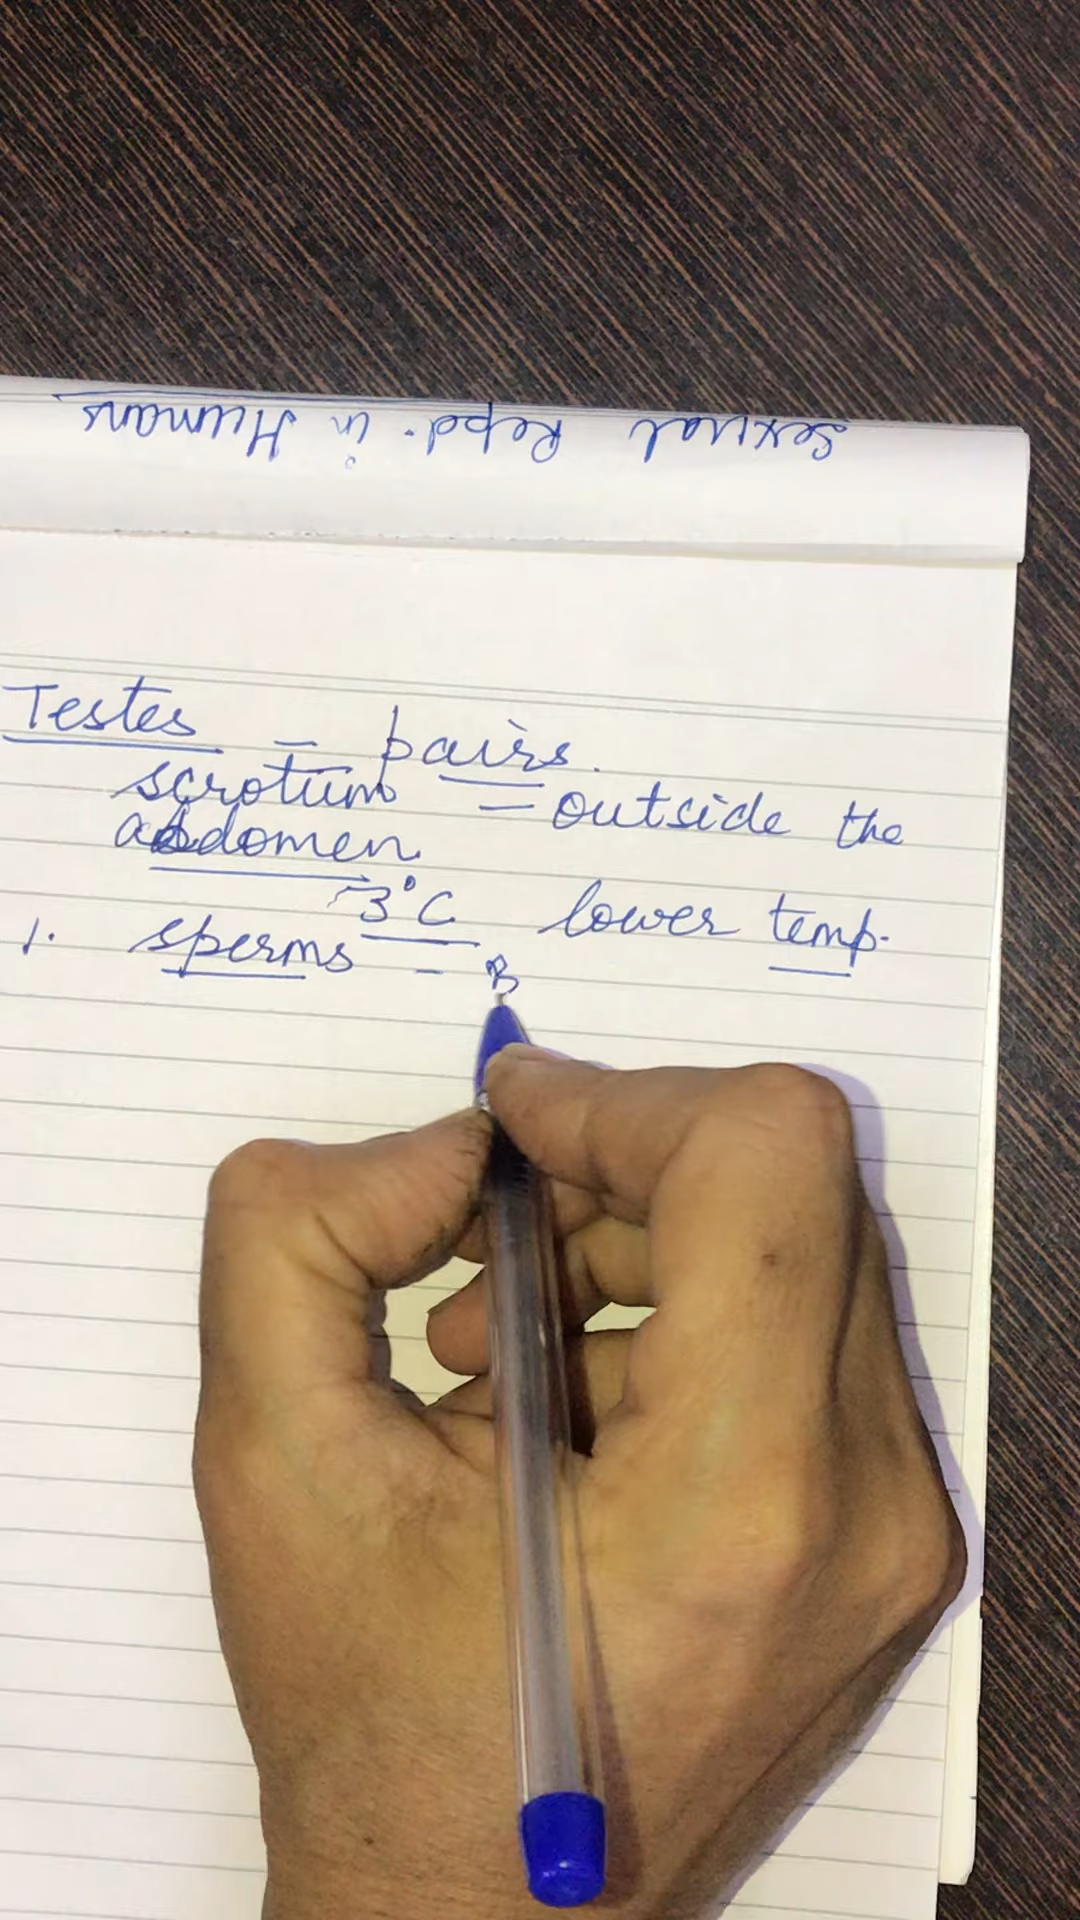 Sexual Repd. in Humans
Testes - pairs.
scrotum = outside the
abdomen
3°C lower temp.
1. sperms -